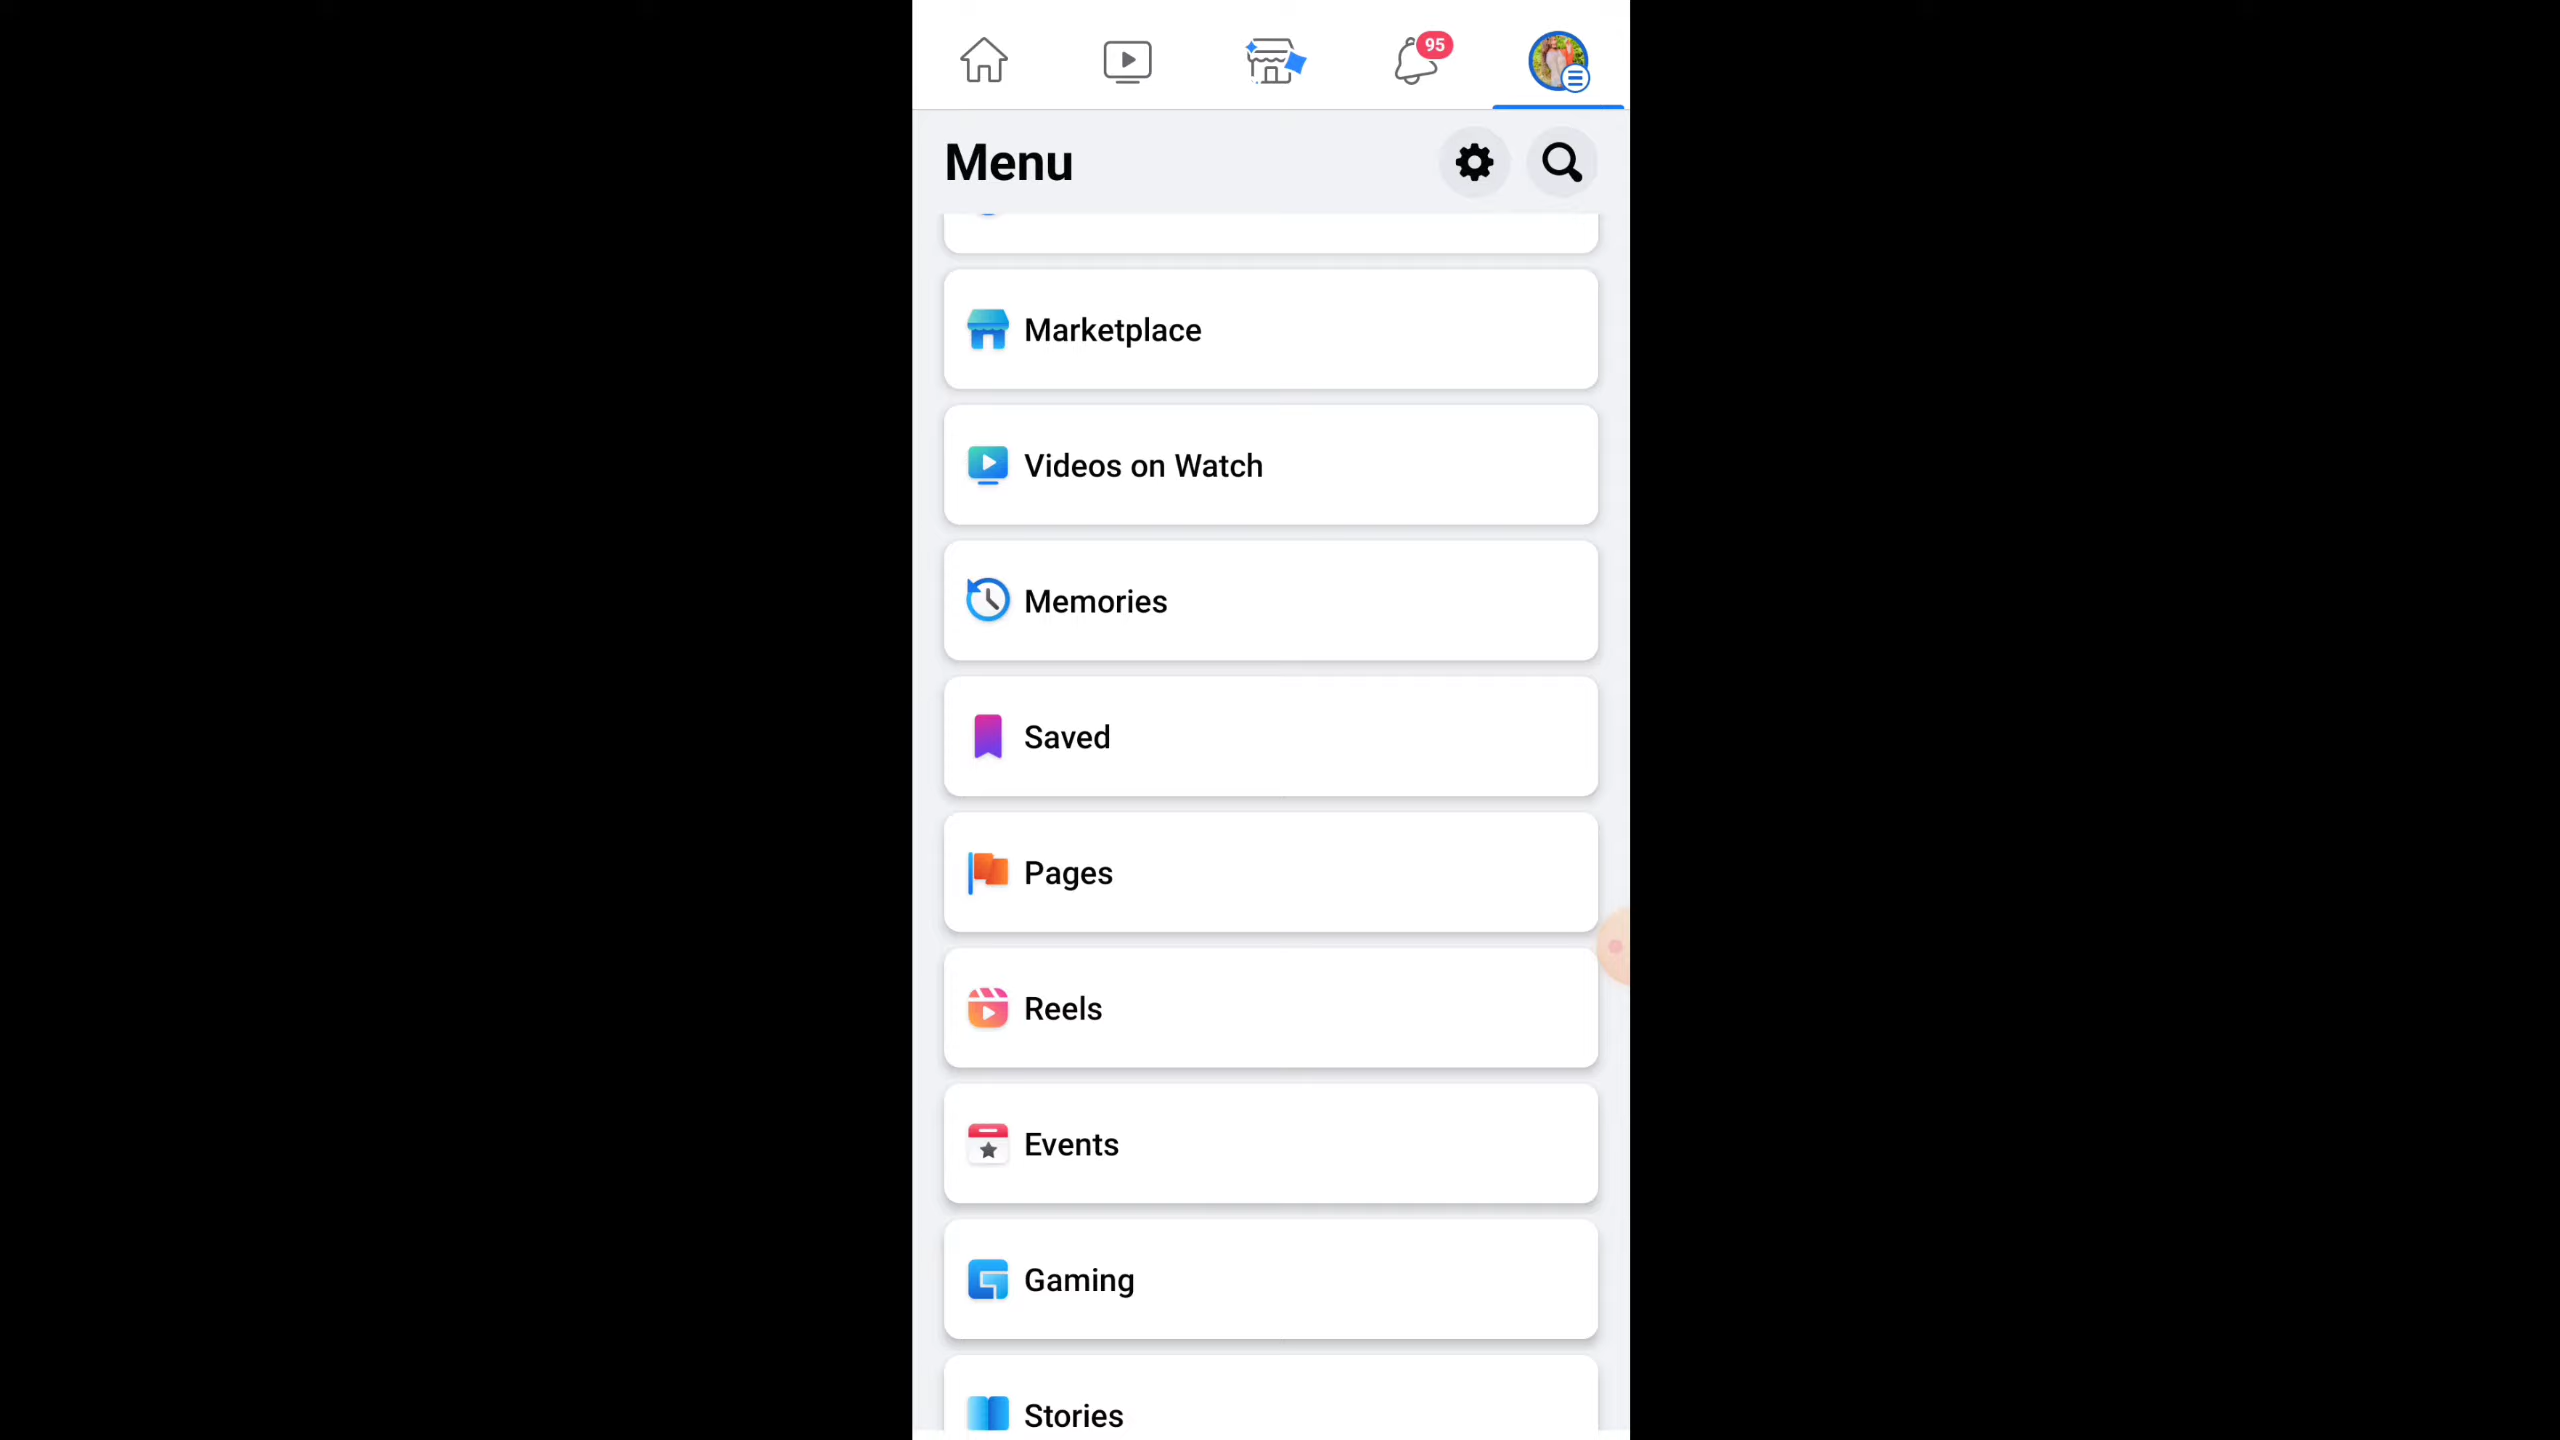 95
Menu
Marketplace
Videos on Watch
Memories
Saved
Pages
Reels
Events
Gaming
Stories